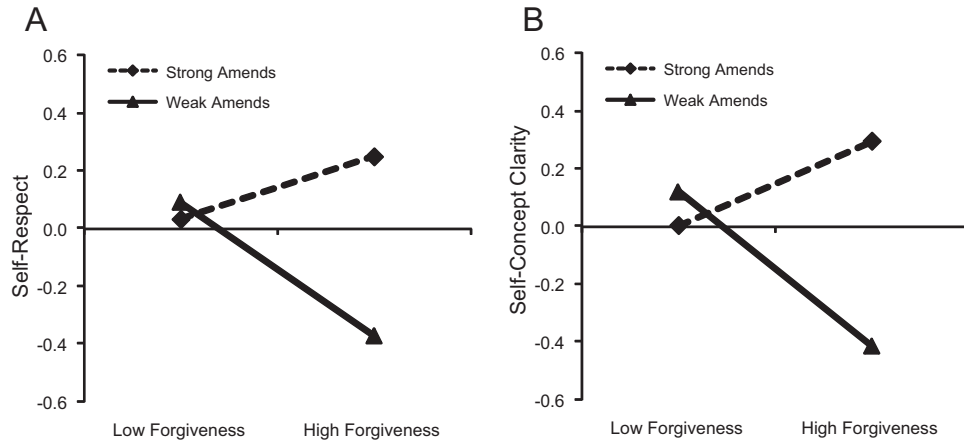 A
Self-Respect
0.6
0.4
0.2
0.0
-0.2
-0.4
-0.6
Strong Amends
Weak Amends
Low Forgiveness
High Forgiveness
B
Self-Concept Clarity
0.6
0.4
0.2
0.0
-0.2
-0.4
-0.6
Strong Amends
Weak Amends
Low Forgiveness
High Forgiveness